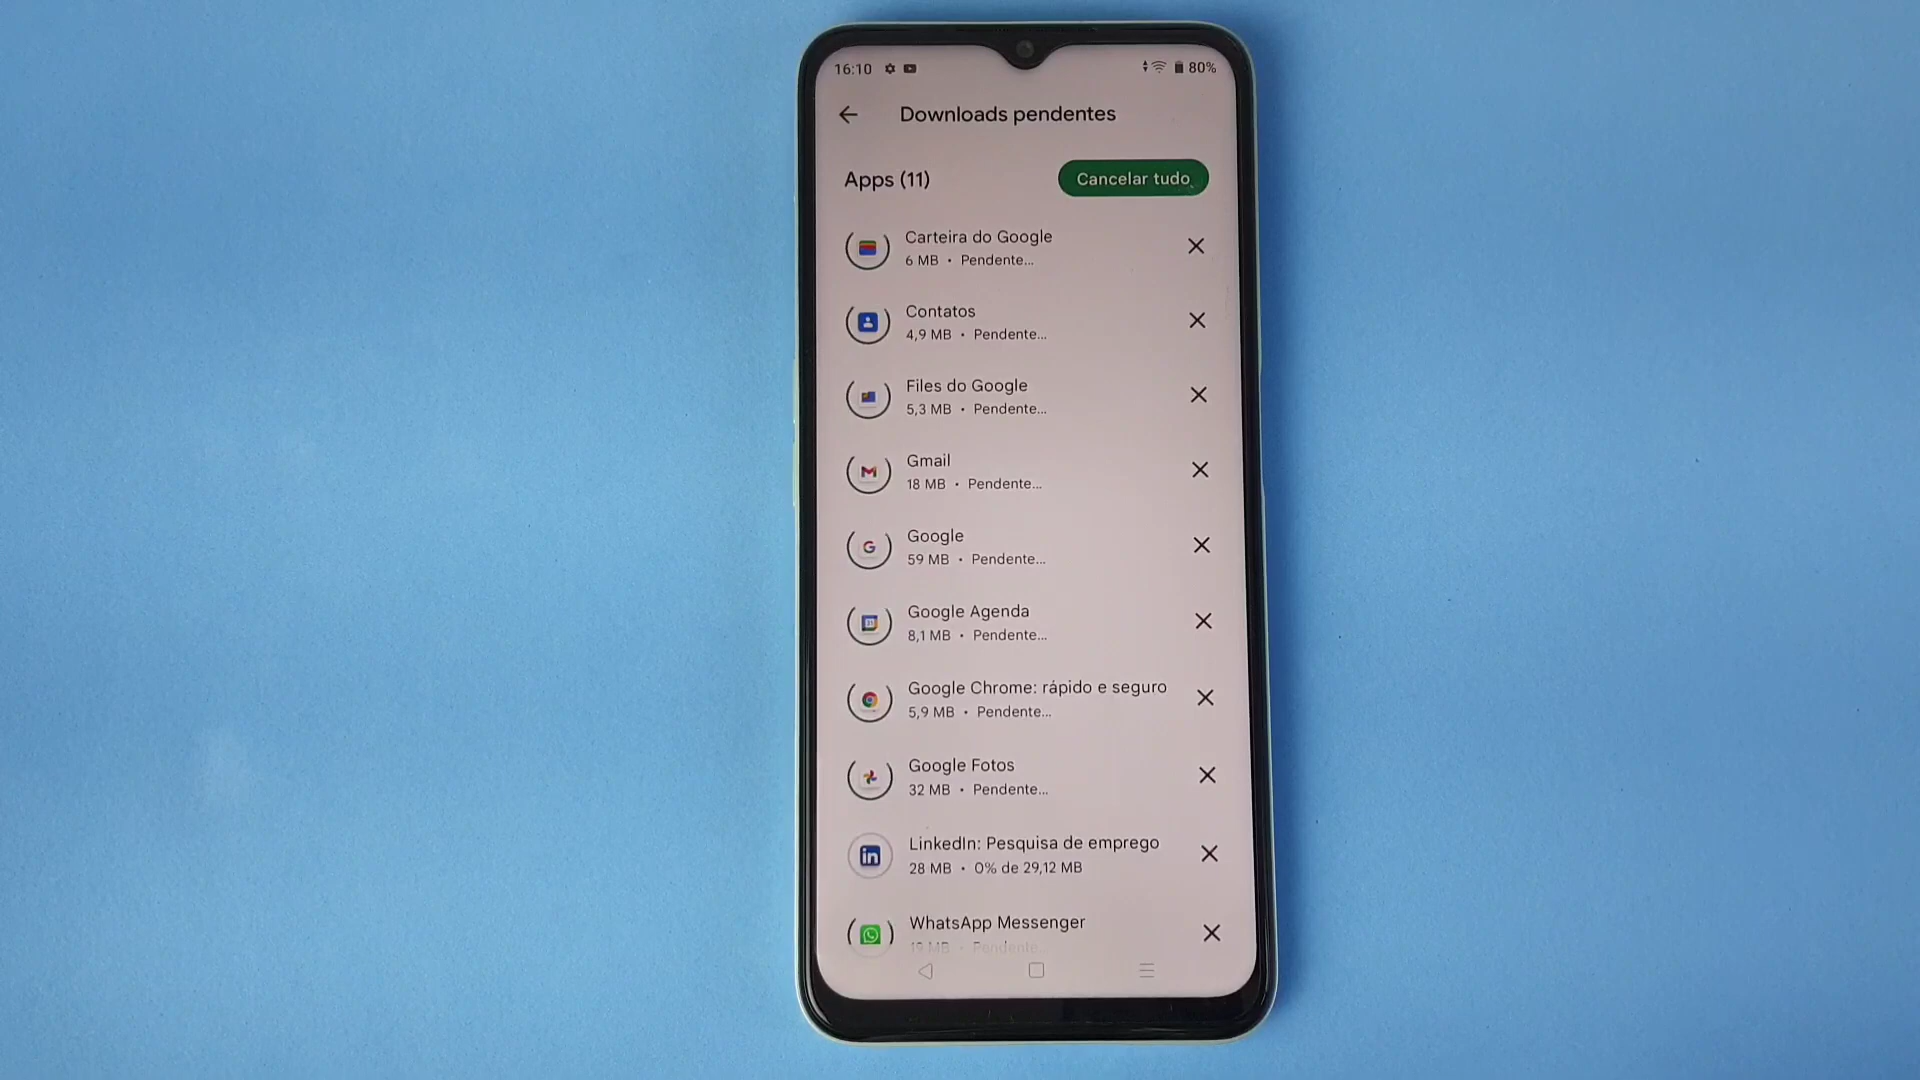 16:10
80%
Downloads pendentes
Apps (11)
Cancelar tudo
Carteira do Google
6 MB • Pendente...
Contatos
4,9 MB • Pendente...
Files do Google
5,3 MB • Pendente...
Gmail
18 MB • Pendente...
Google
59 MB • Pendente...
Google Agenda
8,1 MB • Pendente...
Google Chrome: rápido e seguro
5,9 MB • Pendente...
Google Fotos
32 MB • Pendente...
LinkedIn: Pesquisa de emprego
28 MB • 0% de 29,12 MB
WhatsApp Messenger
19 MB • Pendente...